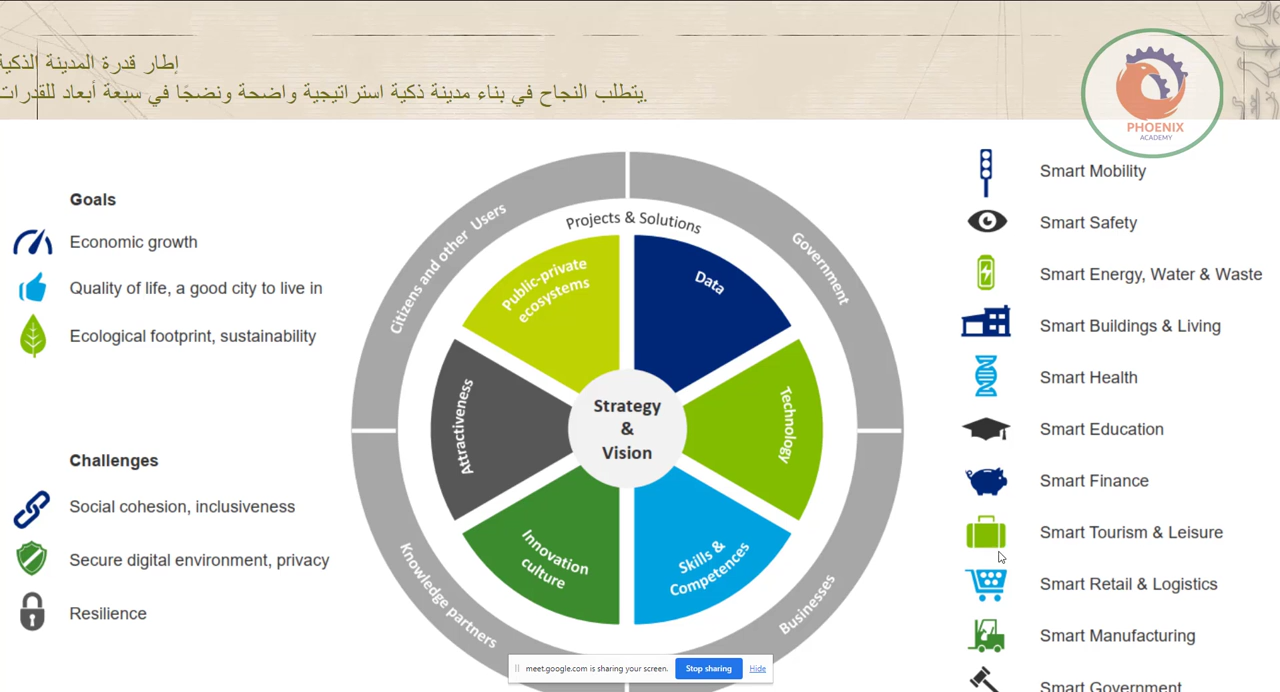 إطار قدرة المدينة الذكية
يتطلب النجاح في بناء مدينة ذكية استراتيجية واضحة ونضجًا في سبعة أبعاد للقدرات.
PHOENIX
ACADEMY
Goals
Economic growth
Quality of life, a good city to live in
Ecological footprint, sustainability
Challenges
Social cohesion, inclusiveness
Secure digital environment, privacy
Resilience
Citizens and other Users
Government
Knowledge partners
Businesses
Projects & Solutions
Public-private
ecosystems
Data
Technology
Skills &
Competences
Innovation
culture
Attractiveness
Strategy
&
Vision
Smart Mobility
Smart Safety
Smart Energy, Water & Waste
Smart Buildings & Living
Smart Health
Smart Education
Smart Finance
Smart Tourism & Leisure
Smart Retail & Logistics
Smart Manufacturing
Smart Government
meet.google.com is sharing your screen.
Stop sharing
Hide